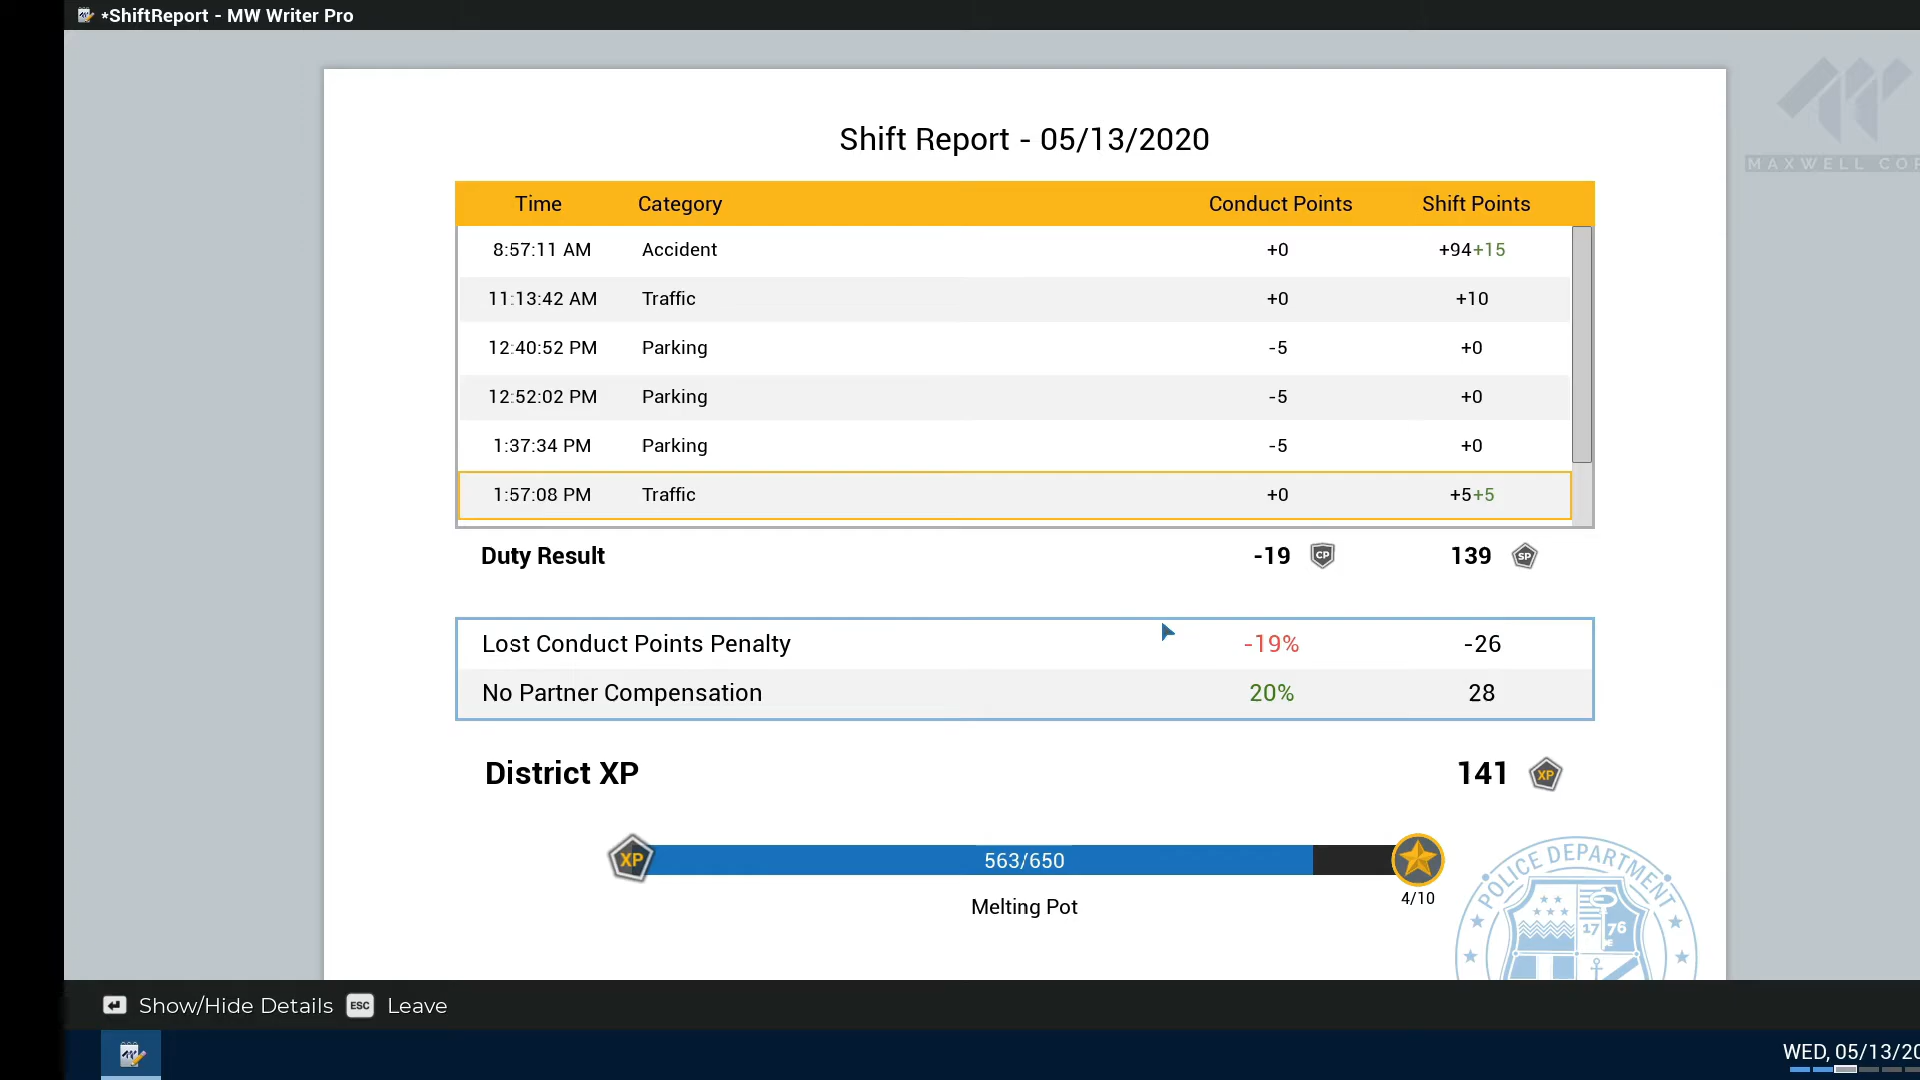 *ShiftReport - MW Writer Pro
MAXWELL COR
Shift Report - 05/13/2020
Time Category Conduct Points Shift Points
8:57:11 AM Accident +0 +94+15
11:13:42 AM Traffic +0 +10
12:40:52 PM Parking -5 +0
12:52:02 PM Parking -5 +0
1:37:34 PM Parking -5 +0
1:57:08 PM Traffic +0 +5+5
Duty Result -19 CP 139 SP
Lost Conduct Points Penalty -19% -26
No Partner Compensation 20% 28
District XP 141 XP
XP 563/650
4/10
Melting Pot
POLICE DEPARTMENT
17 76
Show/Hide Details ESC Leave
WED, 05/13/20